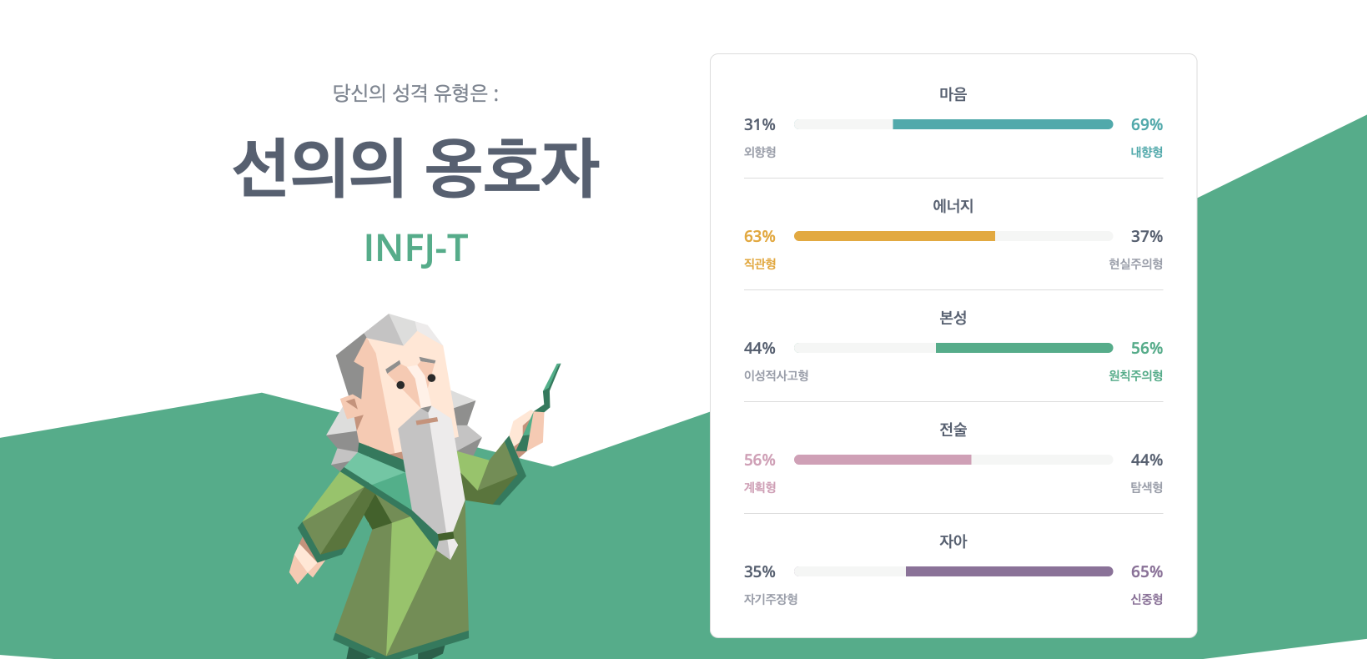 당신의 성격 유형은 :
선의의 옹호자
INFJ-T
마음
31% 69%
외향형 내향형
에너지
63% 37%
직관형 현실주의형
본성
44% 56%
이성적사고형 원칙주의형
전술
56% 44%
계획형 탐색형
자아
35% 65%
자기주장형 신중형